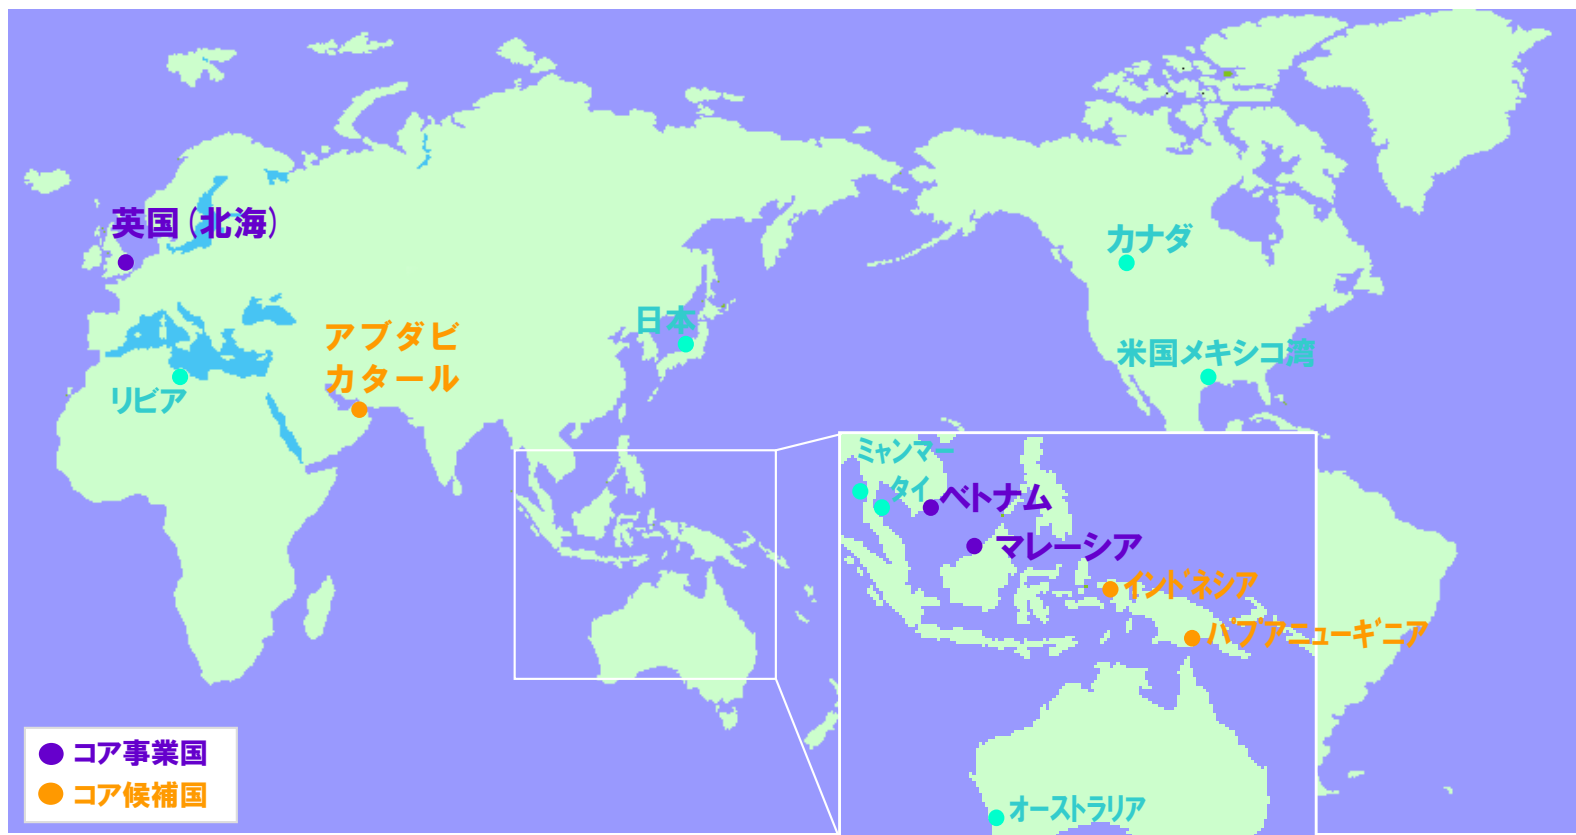 英国(北海)
カナダ
日本
アブダビ
カタール
米国メキシコ湾
リビア
ミャンマー
タイ
ベトナム
マレーシア
インドネシア
パプアニューギニア
コア事業国
コア候補国
オーストラリア